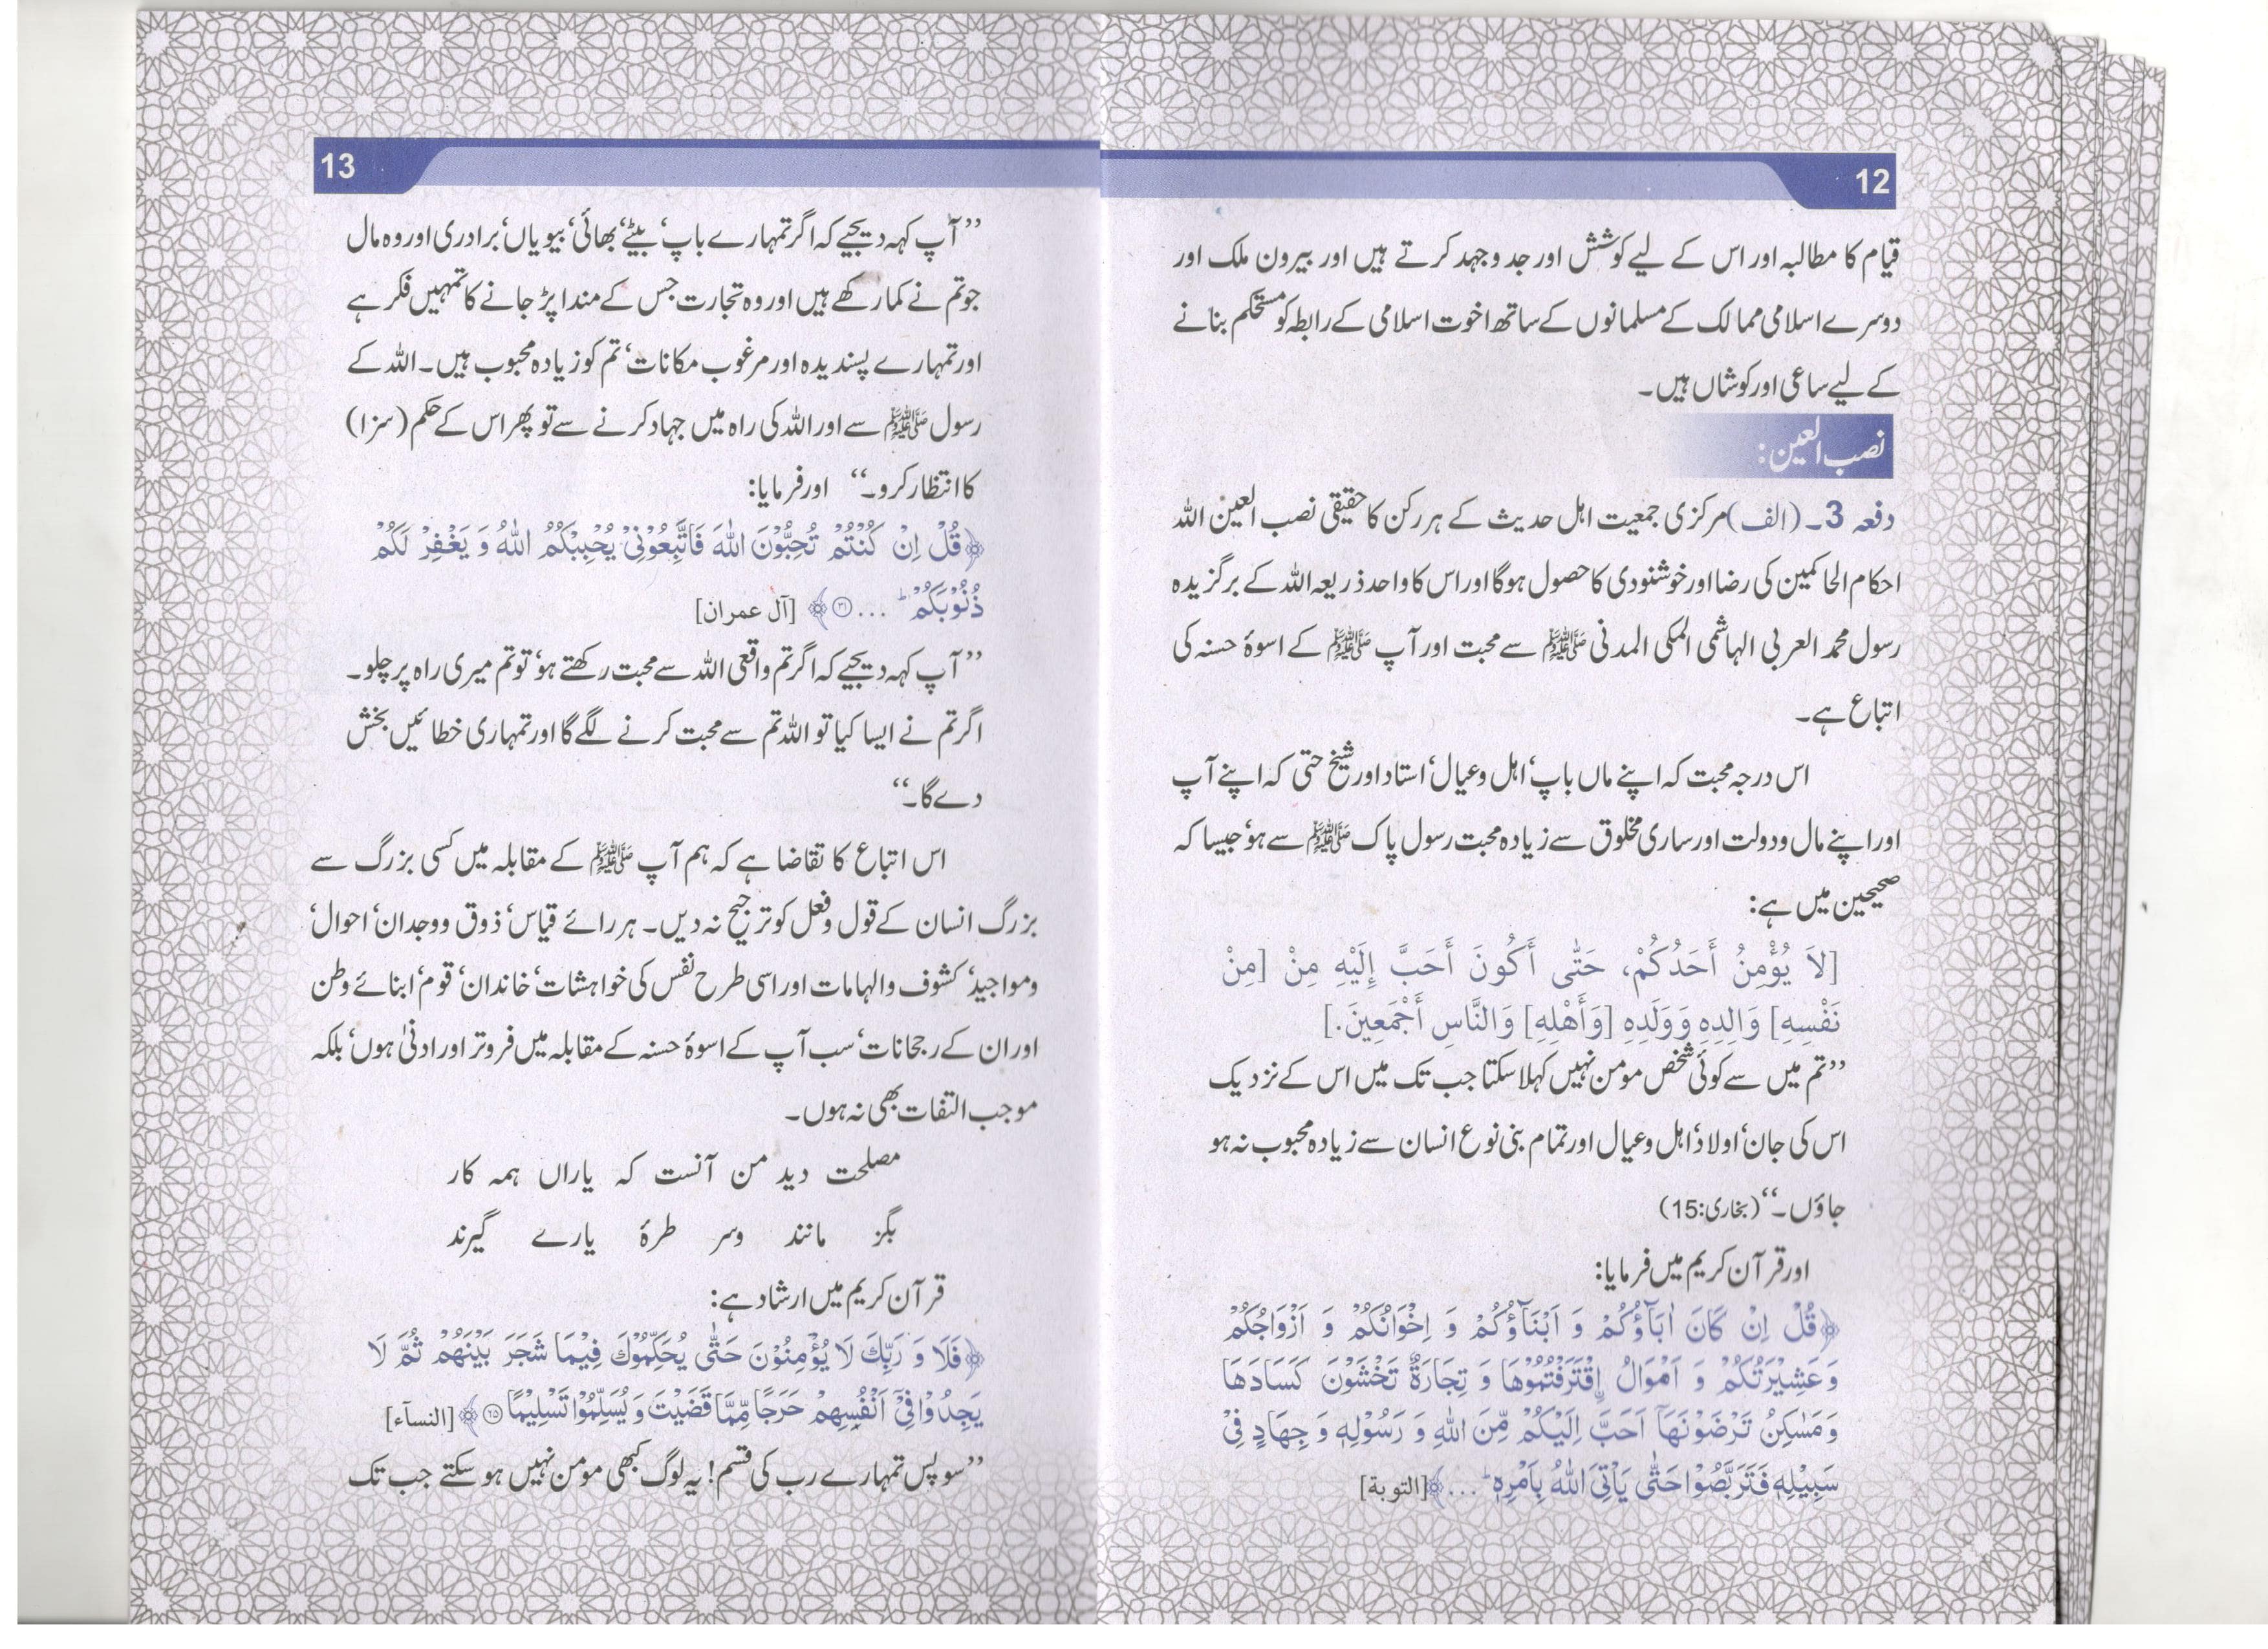 12
قیام کا مطالبہ اور اس کے لیے کوشش اور جدوجہد کرتے ہیں اور بیرون ملک اور
دوسرے اسلامی ممالک کے مسلمانوں کے ساتھ اخوت اسلامی کے رابطہ کو مستحکم بنانے
کے لیے ساعی اور کوشاں ہیں۔
نصب العین:
دفعہ 3۔ (الف) مرکزی جمعیت اہل حدیث کے ہر رکن کا حقیقی نصب العین اللہ
احکام الحاکمین کی رضا اور خوشنودی کا حصول ہوگا اور اس کا واحد ذریعہ اللہ کے برگزیدہ
رسول محمد العربی الہاشمی المکی المدنی ﷺ سے محبت اور آپ ﷺ کے اسوۂ حسنہ کی
اتباع ہے۔
اس درجہ محبت کہ اپنے ماں باپ، اہل وعیال، استاد اور شیخ حتی کہ اپنے آپ
اور اپنے مال ودولت اور ساری مخلوق سے زیادہ محبت رسول پاک ﷺ سے ہو، جیسا کہ
صحیحین میں ہے:
[لاَ يُؤْمِنُ أَحَدُكُمْ، حَتّٰى أَكُونَ أَحَبَّ إِلَيْهِ مِنْ [مِنْ
نَفْسِهِ] وَالِدِهِ وَوَلَدِهِ [وَأَهْلِهِ] وَالنَّاسِ أَجْمَعِينَ.]
’’تم میں سے کوئی شخص مومن نہیں کہلا سکتا جب تک میں اس کے نزدیک
اس کی جان، اولاد، اہل وعیال اور تمام بنی نوع انسان سے زیادہ محبوب نہ ہو
جاؤں۔‘‘ (بخاری:15)
اور قرآن کریم میں فرمایا:
﴿قُلْ اِنْ كَانَ اٰبَآؤُكُمْ وَ اَبْنَآؤُكُمْ وَ اِخْوَانُكُمْ وَ اَزْوَاجُكُمْ
وَ عَشِيْرَتُكُمْ وَ اَمْوَالُ اِ۟قْتَرَفْتُمُوْهَا وَ تِجَارَةٌ تَخْشَوْنَ كَسَادَهَا
وَ مَسٰكِنُ تَرْضَوْنَهَاۤ اَحَبَّ اِلَيْكُمْ مِّنَ اللّٰهِ وَ رَسُوْلِهٖ وَ جِهَادٍ فِيْ
سَبِيْلِهٖ فَتَرَبَّصُوْا حَتّٰى يَاْتِيَ اللّٰهُ بِاَمْرِهٖ ؕ ...﴾ [التوبة]
13
’’آپ کہہ دیجیے کہ اگر تمہارے باپ، بیٹے، بھائی، بیویاں، برادری اور وہ مال
جو تم نے کما رکھے ہیں اور وہ تجارت جس کے مندا پڑ جانے کا تمہیں فکر ہے
اور تمہارے پسندیدہ اور مرغوب مکانات، تم کو زیادہ محبوب ہیں۔ اللہ کے
رسول ﷺ سے اور اللہ کی راہ میں جہاد کرنے سے تو پھر اس کے حکم (سزا)
کا انتظار کرو۔‘‘ اور فرمایا:
﴿قُلْ اِنْ كُنْتُمْ تُحِبُّوْنَ اللّٰهَ فَاتَّبِعُوْنِيْ يُحْبِبْكُمُ اللّٰهُ وَ يَغْفِرْ لَكُمْ
ذُنُوْبَكُمْ ؕ ... ۝۳۱﴾ [آل عمران]
’’آپ کہہ دیجیے کہ اگر تم واقعی اللہ سے محبت رکھتے ہو، تو تم میری راہ پر چلو۔
اگر تم نے ایسا کیا تو اللہ تم سے محبت کرنے لگے گا اور تمہاری خطائیں بخش
دے گا۔‘‘
اس اتباع کا تقاضا ہے کہ ہم آپ ﷺ کے مقابلہ میں کسی بزرگ سے
بزرگ انسان کے قول وفعل کو ترجیح نہ دیں۔ ہر رائے قیاس، ذوق ووجدان، احوال،
ومواجید، کشوف والہامات اور اسی طرح نفس کی خواہشات، خاندان، قوم، ابنائے وطن
اور ان کے رجحانات، سب آپ کے اسوۂ حسنہ کے مقابلہ میں فروتر اور ادنیٰ ہوں، بلکہ
موجب التفات بھی نہ ہوں۔
مصلحت دید من آنست کہ یاراں ہمہ کار
بگز مانند وسر طرۂ یارے گیرند
قرآن کریم میں ارشاد ہے:
﴿فَلَا وَ رَبِّكَ لَا يُؤْمِنُوْنَ حَتّٰى يُحَكِّمُوْكَ فِيْمَا شَجَرَ بَيْنَهُمْ ثُمَّ لَا
يَجِدُوْا فِيْۤ اَنْفُسِهِمْ حَرَجًا مِّمَّا قَضَيْتَ وَ يُسَلِّمُوْا تَسْلِيْمًا ۝۶۵﴾ [النسآء]
’’سو پس تمہارے رب کی قسم! یہ لوگ کبھی مومن نہیں ہو سکتے جب تک